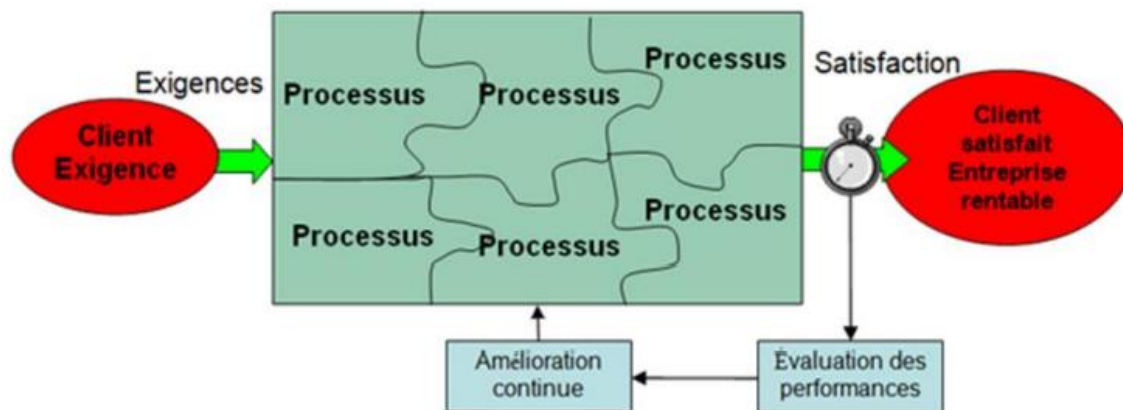 Exigences
Client
Exigence
Processus
Processus
Processus
Processus
Processus
Processus
Satisfaction
Client
satisfait
Entreprise
rentable
Amélioration
continue
Évaluation des
performances